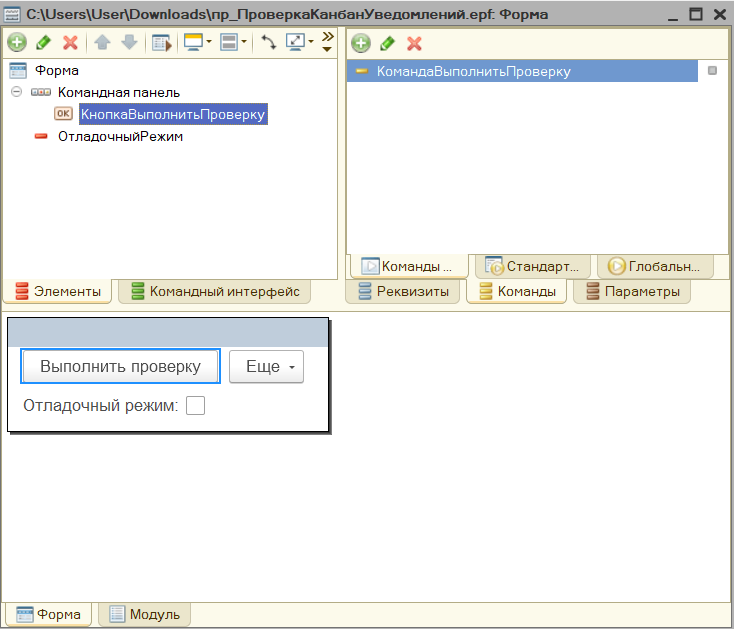 C:\Users\User\Downloads\пр_ПроверкаКанбанУведомлений.epf: Форма
Форма
Командная панель
OK КнопкаВыполнитьПроверку
ОтладочныйРежим
Элементы Командный интерфейс
КомандаВыполнитьПроверку
Команды ... Стандарт... Глобальн...
Реквизиты Команды Параметры
Выполнить проверку Еще
Отладочный режим:
Форма Модуль